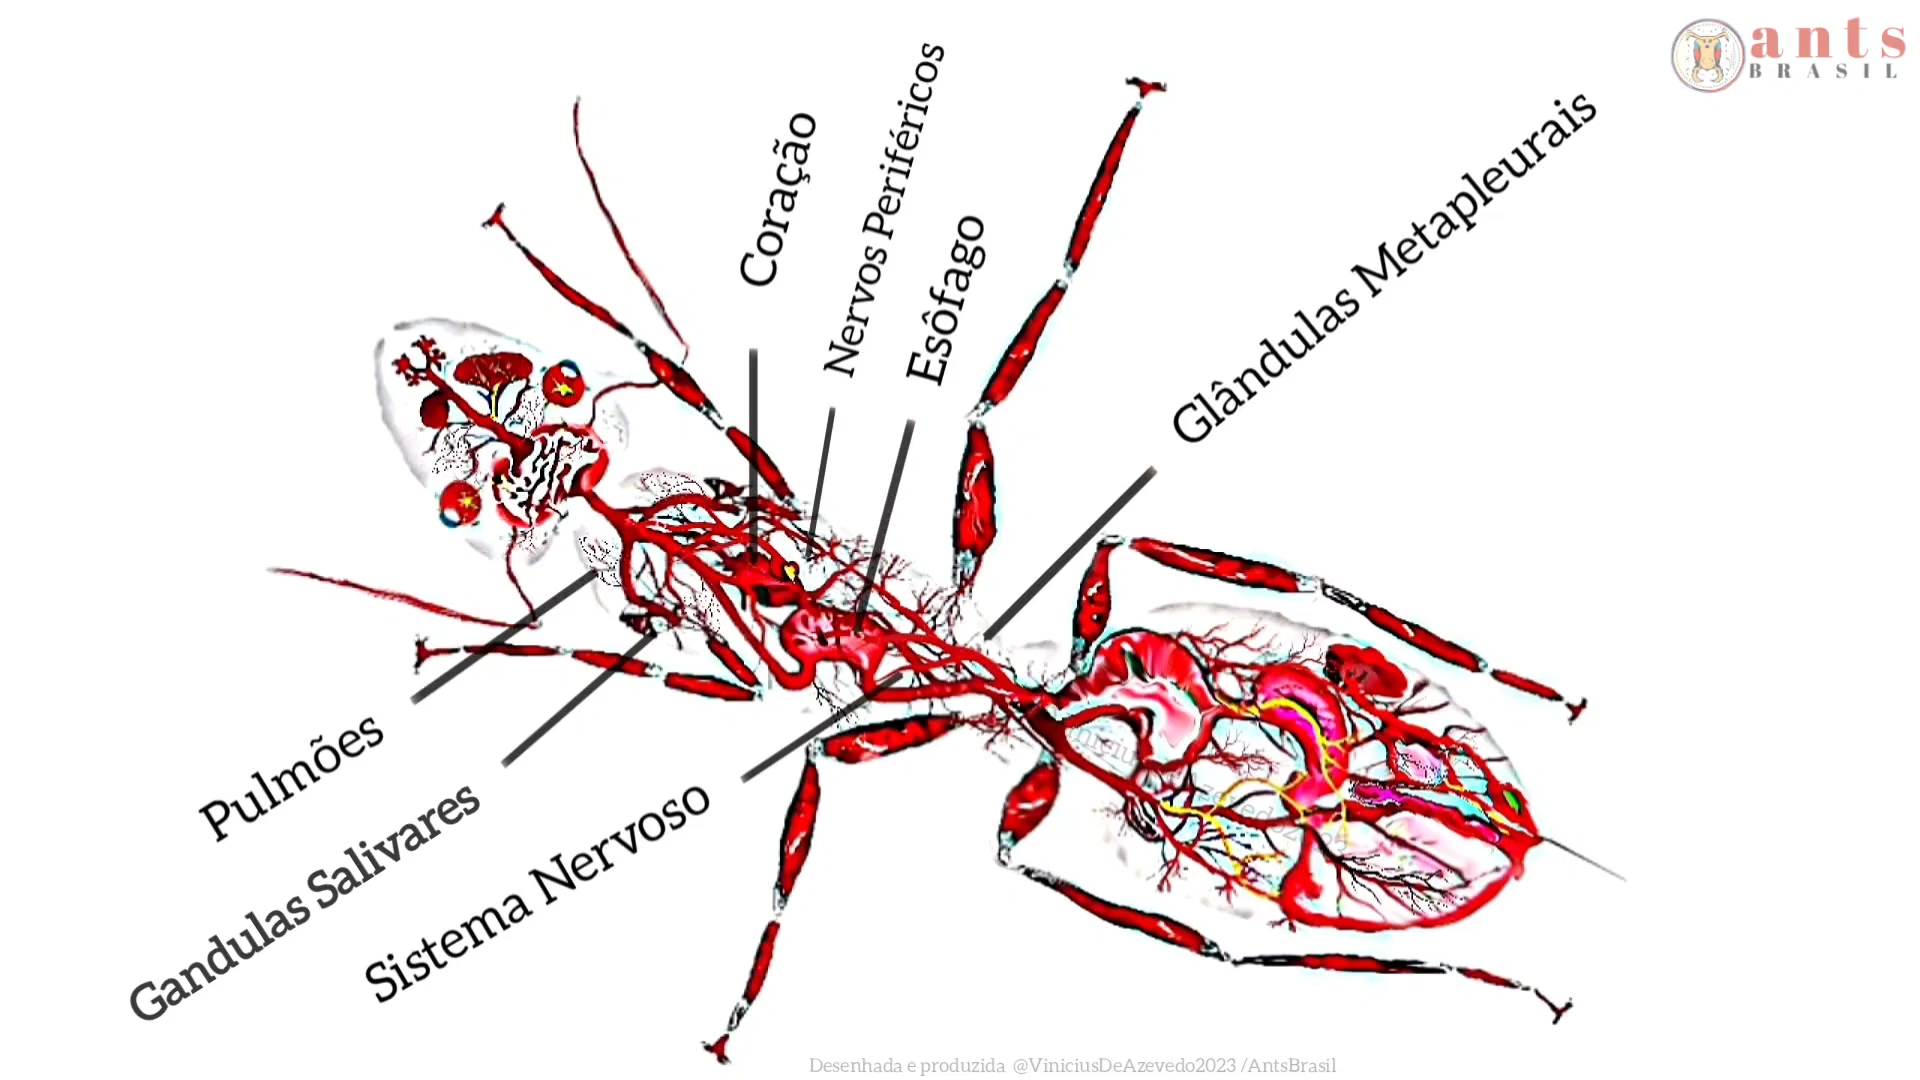 ants
BRASIL
Coração
Nervos Periféricos
Esôfago
Glândulas Metapleurais
Pulmões
Gandulas Salivares
Sistema Nervoso
Desenhada e produzida @ViniciusDeAzevedo2023 /AntsBrasil